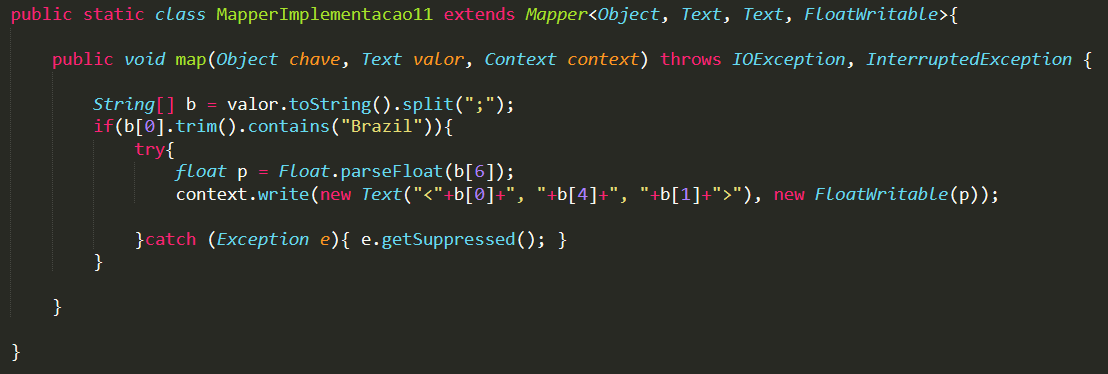 public static class MapperImplementacao11 extends Mapper<Object, Text, Text, FloatWritable>{
public void map(Object chave, Text valor, Context context) throws IOException, InterruptedException {
String[] b = valor.toString().split(";");
if(b[0].trim().contains("Brazil")){
try{
float p = Float.parseFloat(b[6]);
context.write(new Text("<"+b[0]+", "+b[4]+", "+b[1]+">"), new FloatWritable(p));
}catch (Exception e){ e.getSuppressed(); }
}
}
}